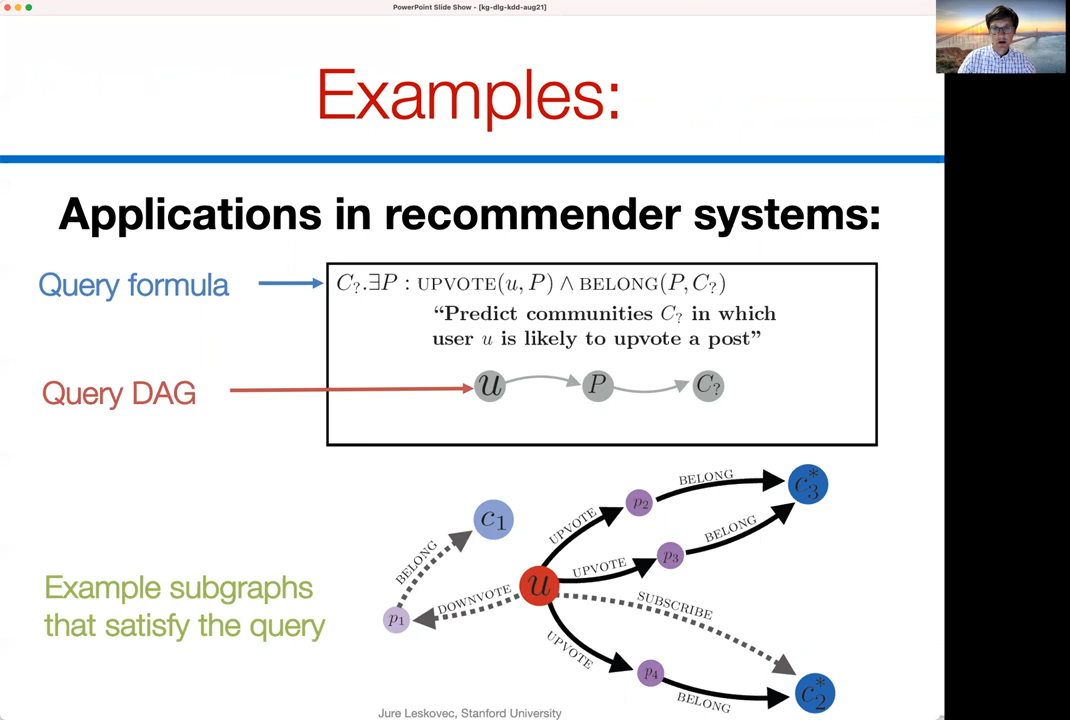 PowerPoint Slide Show - [kg-dlg-kdd-aug21]
Examples:
Applications in recommender systems:
Query formula
C?.∃P : UPVOTE(u, P) ∧ BELONG(P, C?)
“Predict communities C? in which
user u is likely to upvote a post”
Query DAG
u
P
C?
BELONG
c3*
p2
c1
UPVOTE
BELONG
BELONG
p3
UPVOTE
u
Example subgraphs
that satisfy the query
DOWNVOTE
p1
SUBSCRIBE
UPVOTE
p4
c2*
BELONG
Jure Leskovec, Stanford University